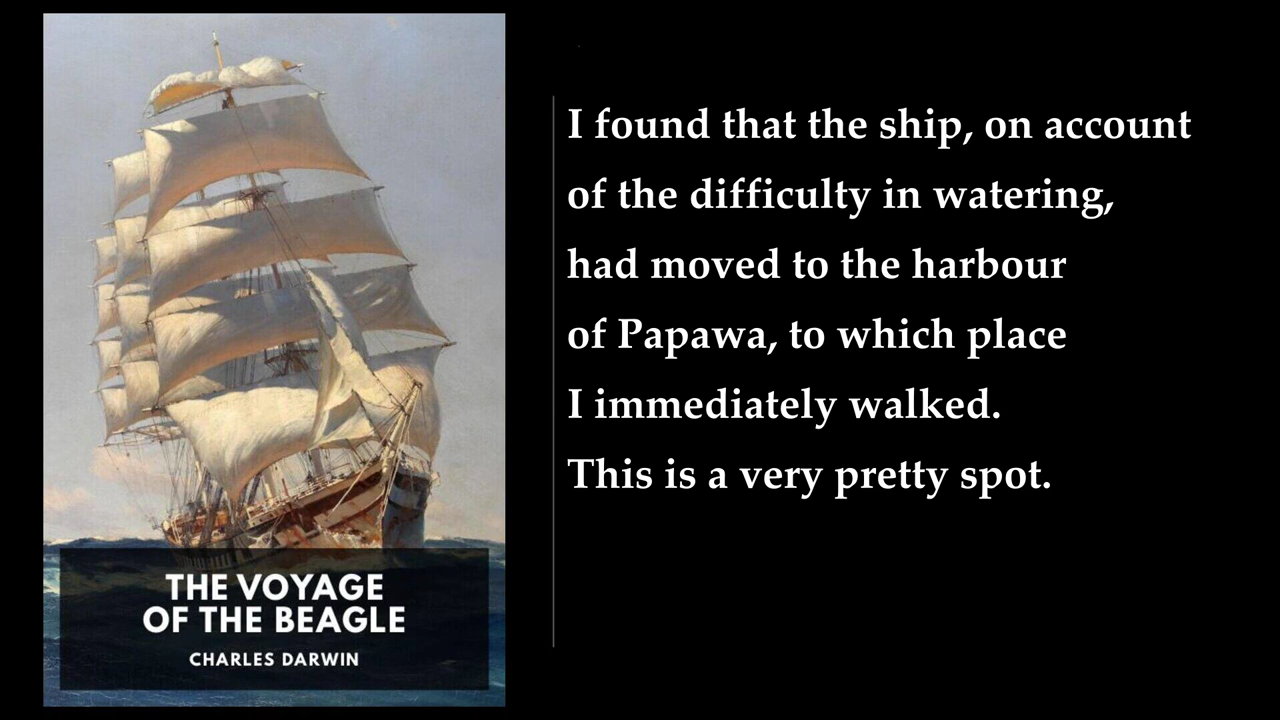 THE VOYAGE
OF THE BEAGLE
CHARLES DARWIN
I found that the ship, on account
of the difficulty in watering,
had moved to the harbour
of Papawa, to which place
I immediately walked.
This is a very pretty spot.